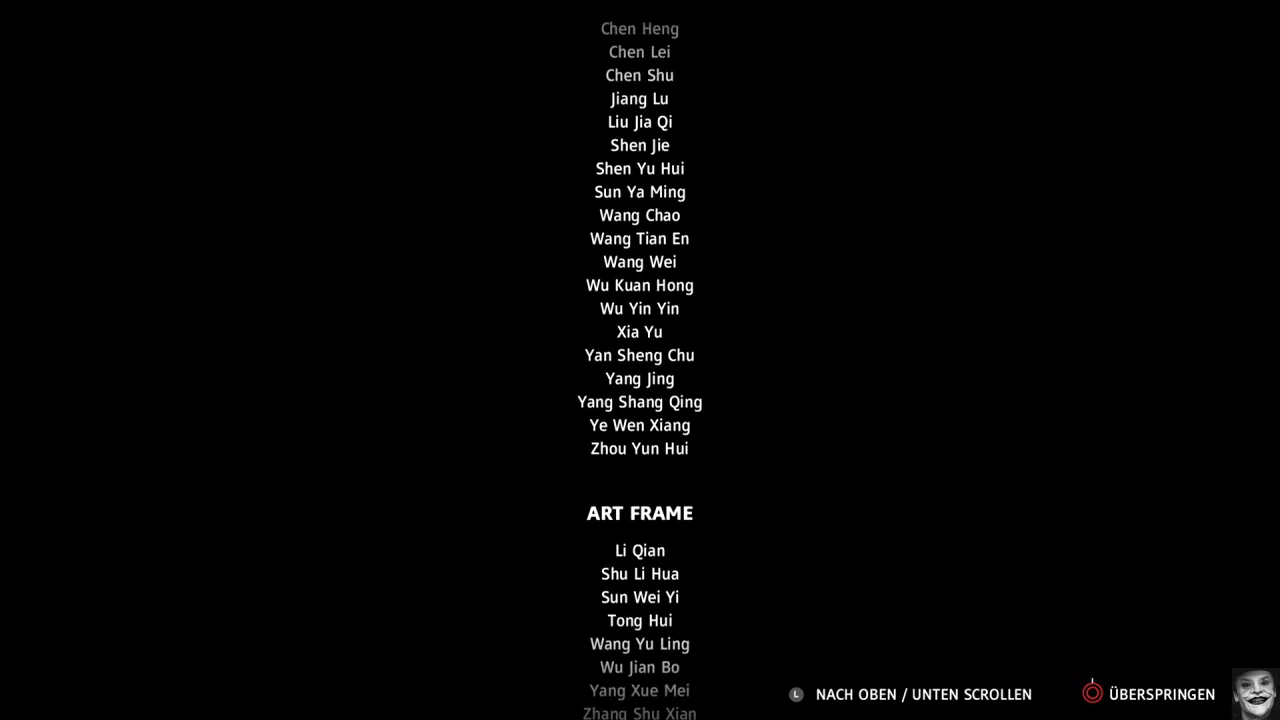 Chen Heng
Chen Lei
Chen Shu
Jiang Lu
Liu Jia Qi
Shen Jie
Shen Yu Hui
Sun Ya Ming
Wang Chao
Wang Tian En
Wang Wei
Wu Kuan Hong
Wu Yin Yin
Xia Yu
Yan Sheng Chu
Yang Jing
Yang Shang Qing
Ye Wen Xiang
Zhou Yun Hui
ART FRAME
Li Qian
Shu Li Hua
Sun Wei Yi
Tong Hui
Wang Yu Ling
Wu Jian Bo
Yang Xue Mei
Zhang Shu Xian
L NACH OBEN / UNTEN SCROLLEN ÜBERSPRINGEN